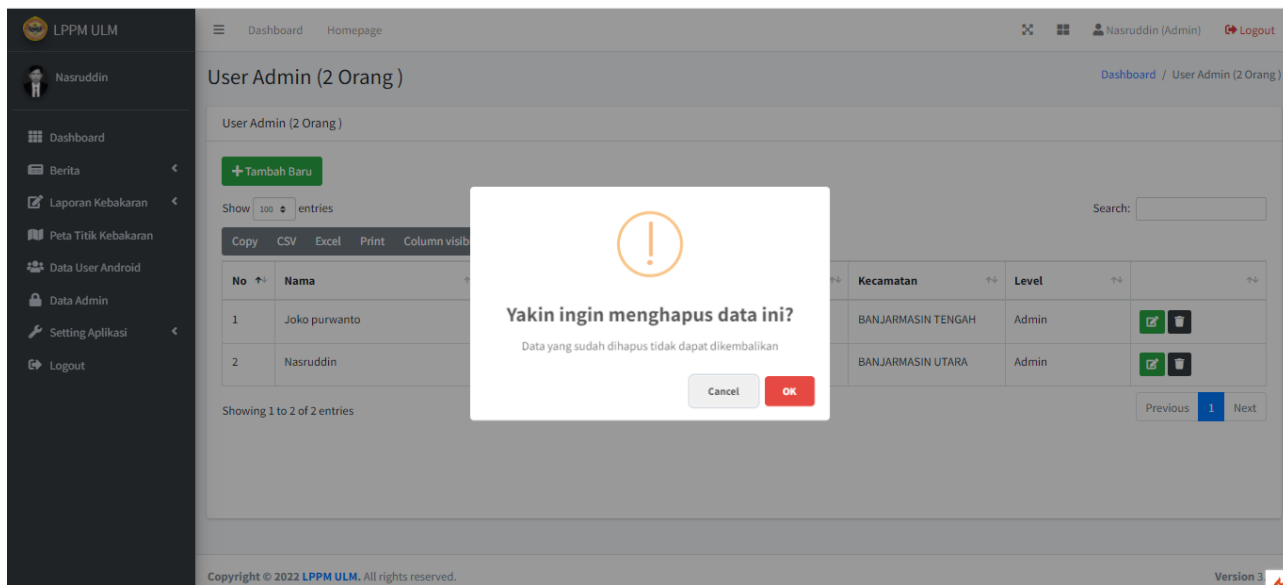 LPPM ULM
Dashboard Homepage
Nasruddin (Admin) Logout
Nasruddin
User Admin (2 Orang )
Dashboard / User Admin (2 Orang )
Dashboard
Berita
Laporan Kebakaran
Peta Titik Kebakaran
Data User Android
Data Admin
Setting Aplikasi
Logout
User Admin (2 Orang )
Tambah Baru
Show 100 entries
Search:
Copy CSV Excel Print Column visib
No Nama Kecamatan Level
1 Joko purwanto BANJARMASIN TENGAH Admin
2 Nasruddin BANJARMASIN UTARA Admin
Showing 1 to 2 of 2 entries
Previous 1 Next
Yakin ingin menghapus data ini?
Data yang sudah dihapus tidak dapat dikembalikan
Cancel OK
Copyright © 2022 LPPM ULM. All rights reserved.
Version 3